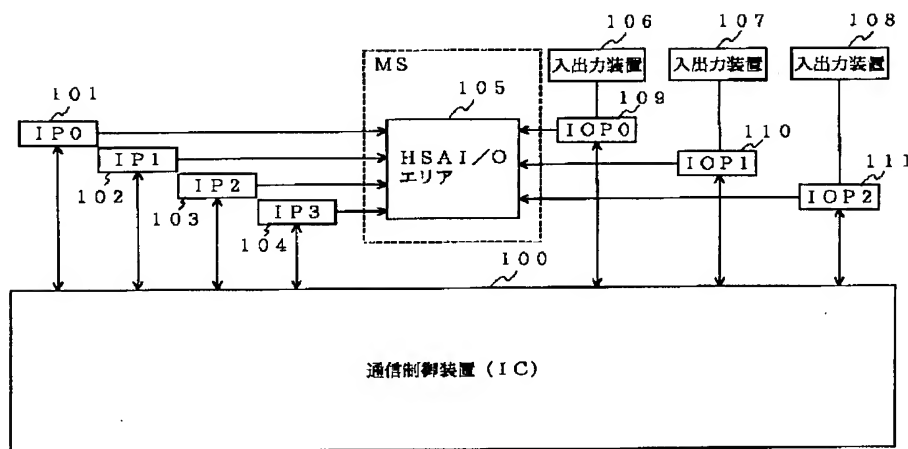 106
107
108
MS
入出力装置
入出力装置
入出力装置
101
105
109
IP0
IOP0
110
IP1
HSAI/O
エリア
IOP1
111
102
IP2
103
IOP2
IP3
104
100
通信制御装置(IC)